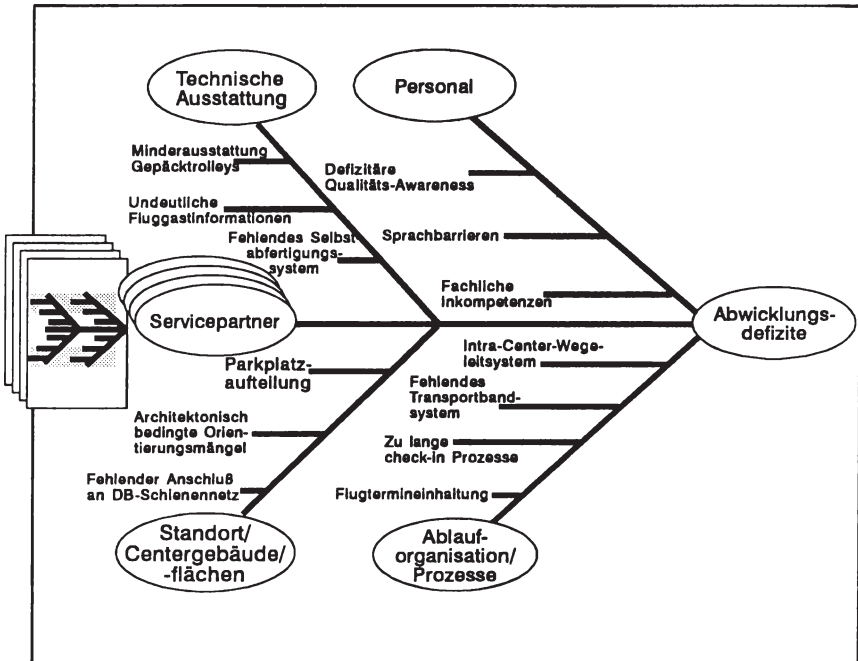 Technische
Ausstattung
Personal
Minderausstattung
Gepäcktrolleys
Defizitäre
Qualitäts-Awareness
Undeutliche
Fluggastinformationen
Sprachbarrieren
Fehlendes Selbst-
abfertigungs-
system
Fachliche
Inkompetenzen
Servicepartner
Abwicklungs-
defizite
Parkplatz-
aufteilung
Intra-Center-Wege-
leitsystem
Fehlendes
Transportband-
system
Architektonisch
bedingte Orien-
tierungsmängel
Zu lange
check-in Prozesse
Fehlender Anschluß
an DB-Schienennetz
Flugtermineinhaltung
Standort/
Centergebäude/
-flächen
Ablauf-
organisation/
Prozesse